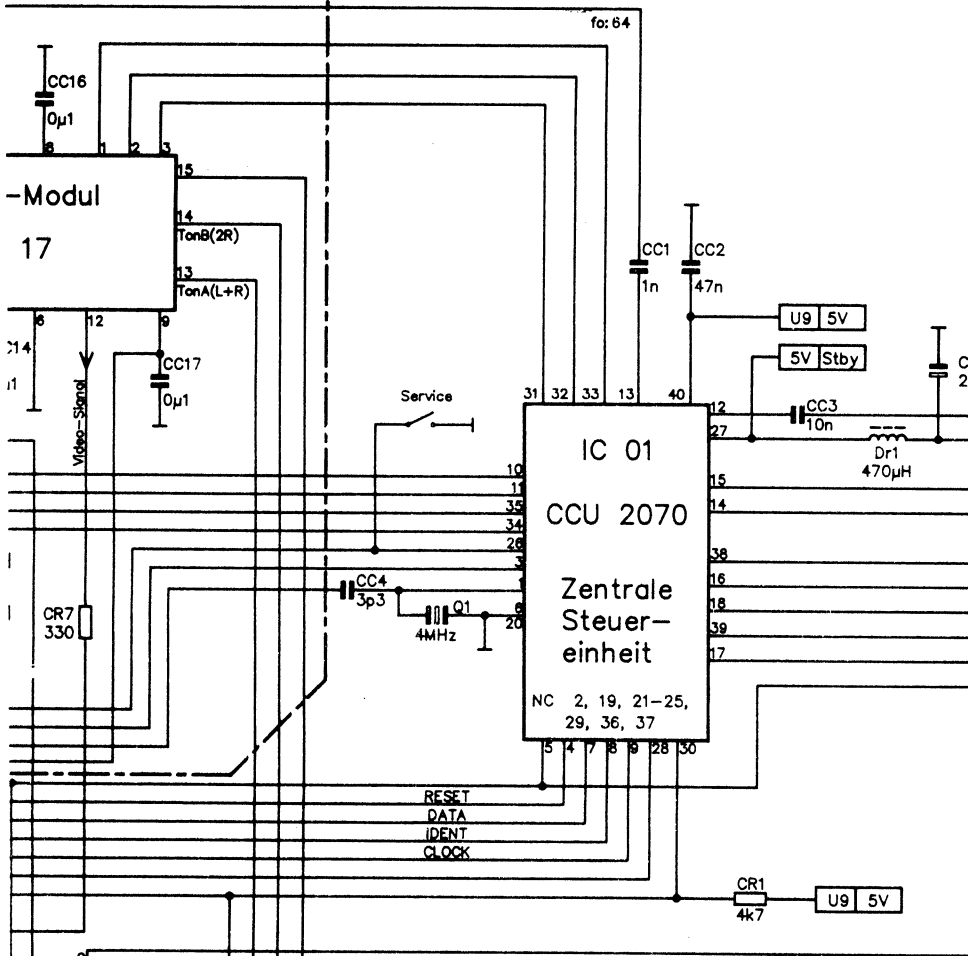 fo:64
CC16
0µ1
8
1
2
3
15
-Modul
14
TonB(2R)
17
13
TonA(L+R)
CC1
1n
CC2
47n
6
12
9
U9 5V
5V Stby
C14
CC17
0µ1
Video-Signal
Service
31
32
33
13
40
12
CC3
10n
27
Dr1
470µH
IC 01
CCU 2070
Zentrale
Steuer-
einheit
10
11
35
34
26
3
1
6
20
15
14
38
16
18
39
17
CC4
3p3
Q1
4MHz
CR7
330
NC 2, 19, 21-25,
29, 36, 37
5
4
7
8
9
28
30
RESET
DATA
IDENT
CLOCK
CR1
4k7
U9 5V